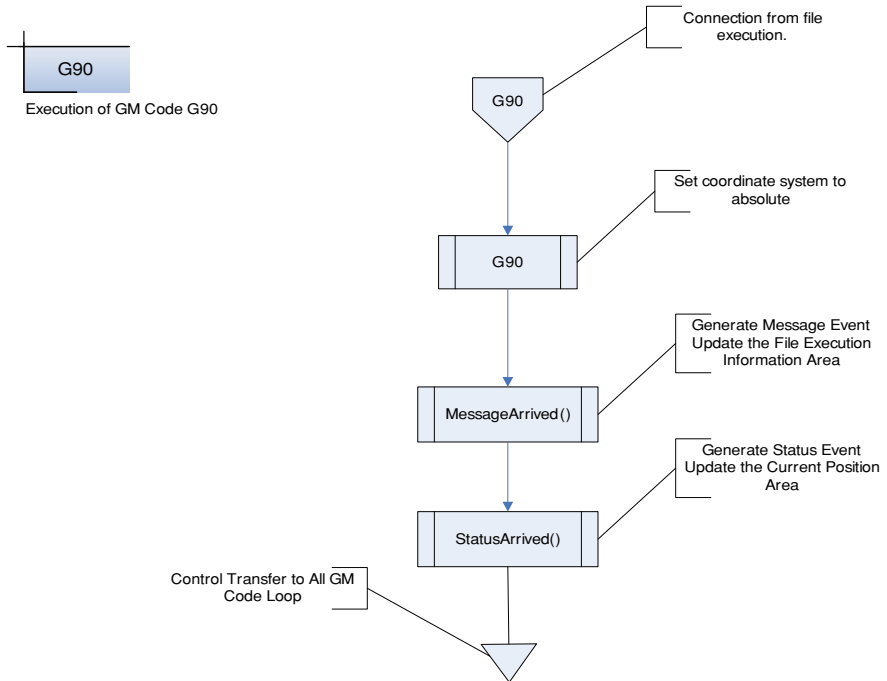 G90
Execution of GM Code G90
Connection from file
execution.
G90
Set coordinate system to
absolute
G90
Generate Message Event
Update the File Execution
Information Area
MessageArrived()
Generate Status Event
Update the Current Position
Area
StatusArrived()
Control Transfer to All GM
Code Loop